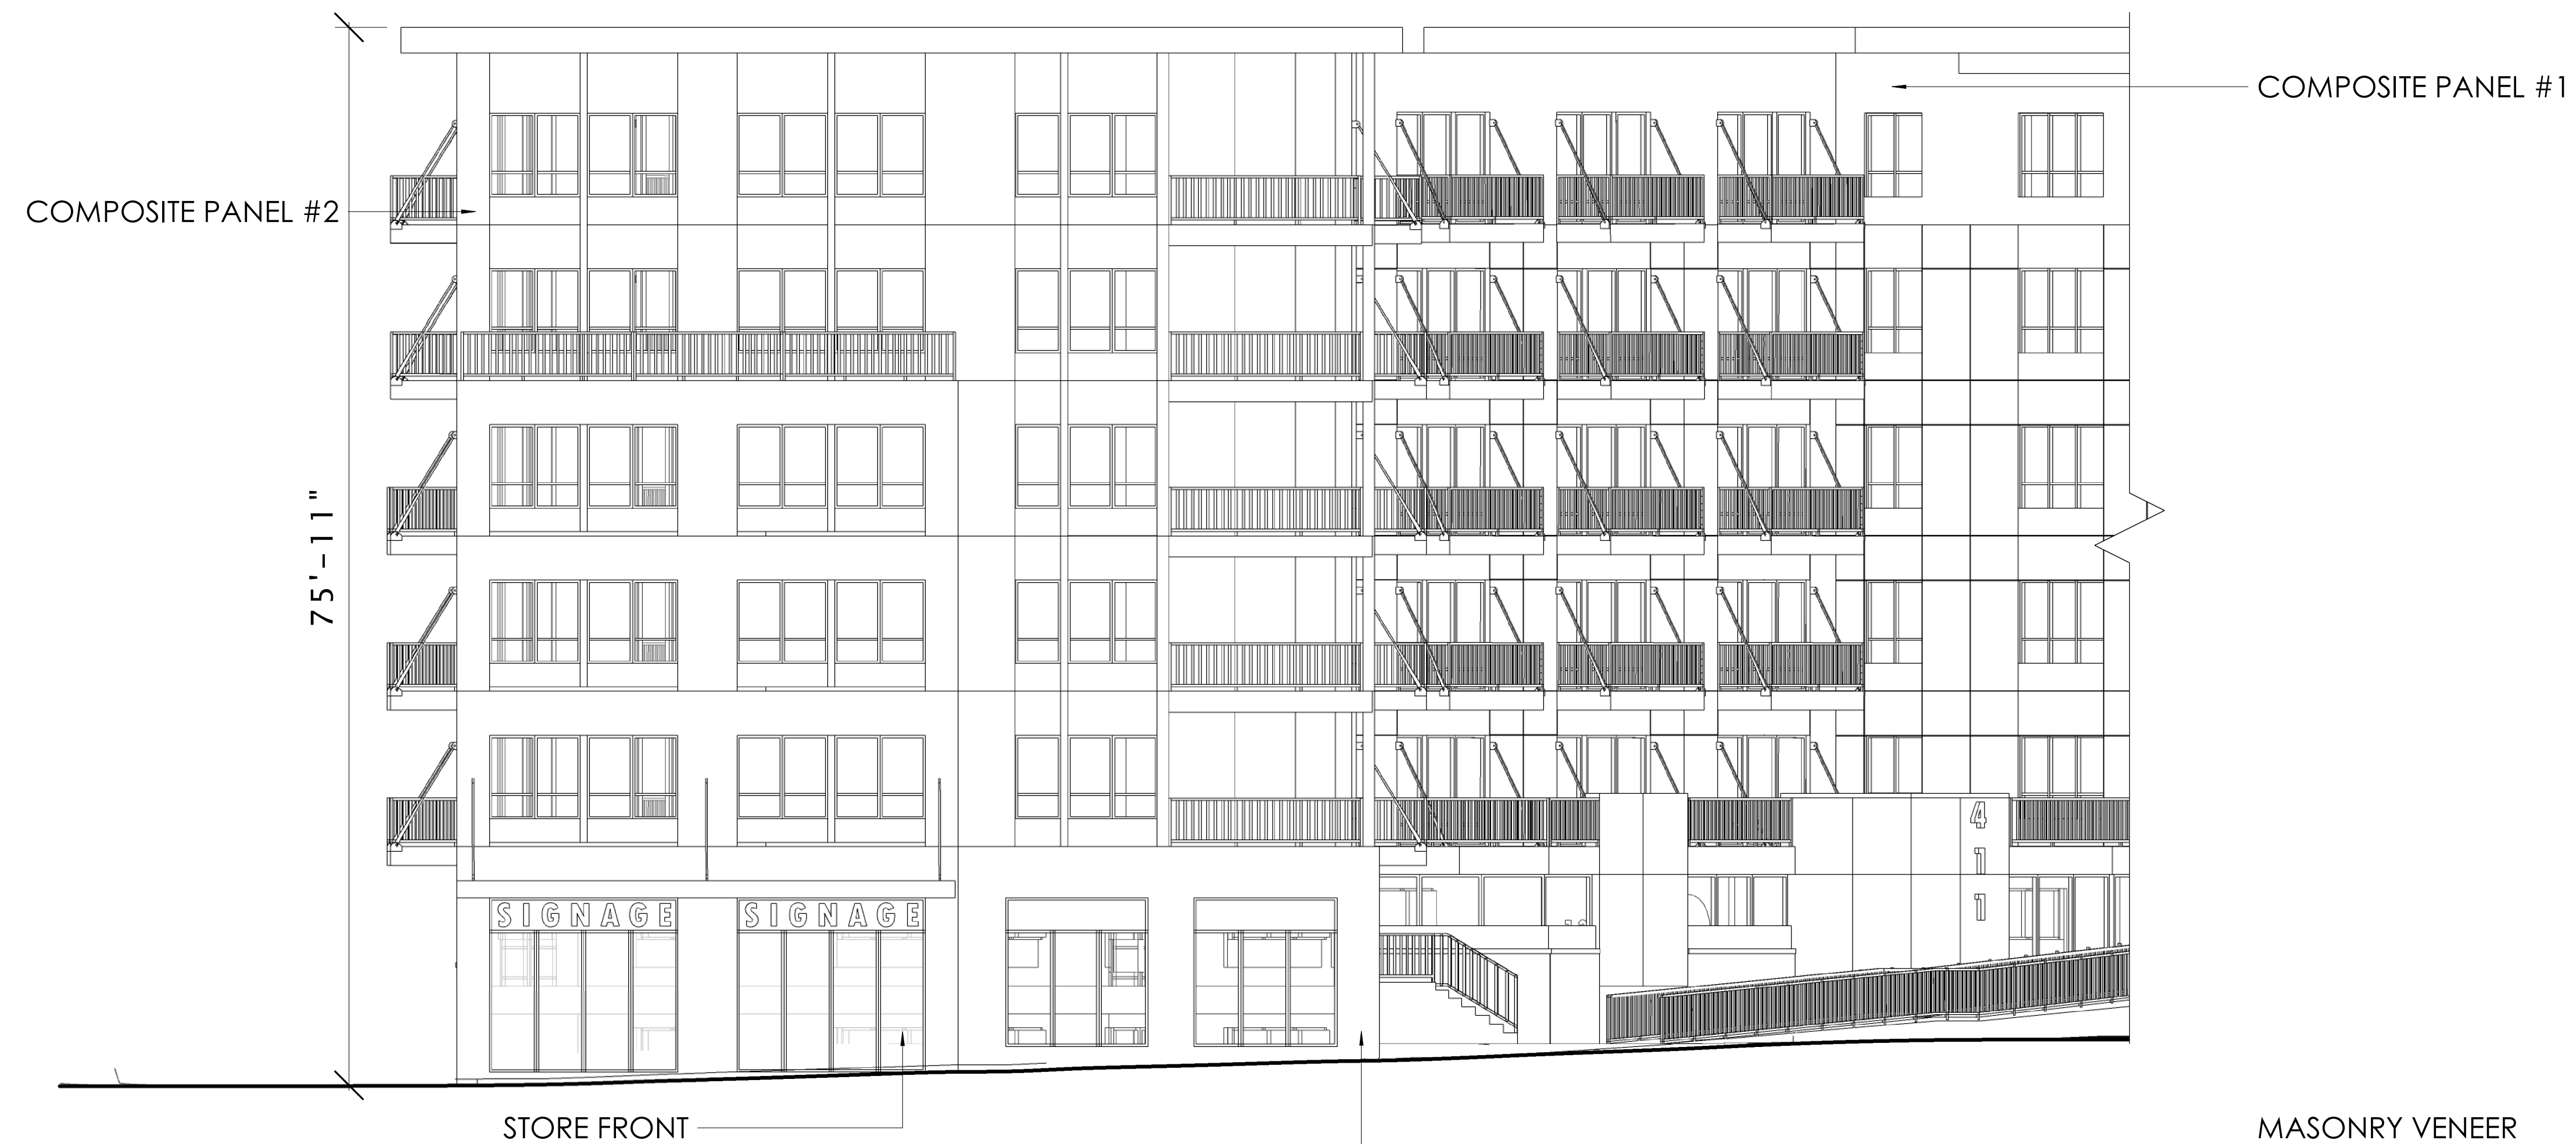 COMPOSITE PANEL #1
COMPOSITE PANEL #2
75'-11"
4
1
1
SIGNAGE SIGNAGE
STORE FRONT
MASONRY VENEER